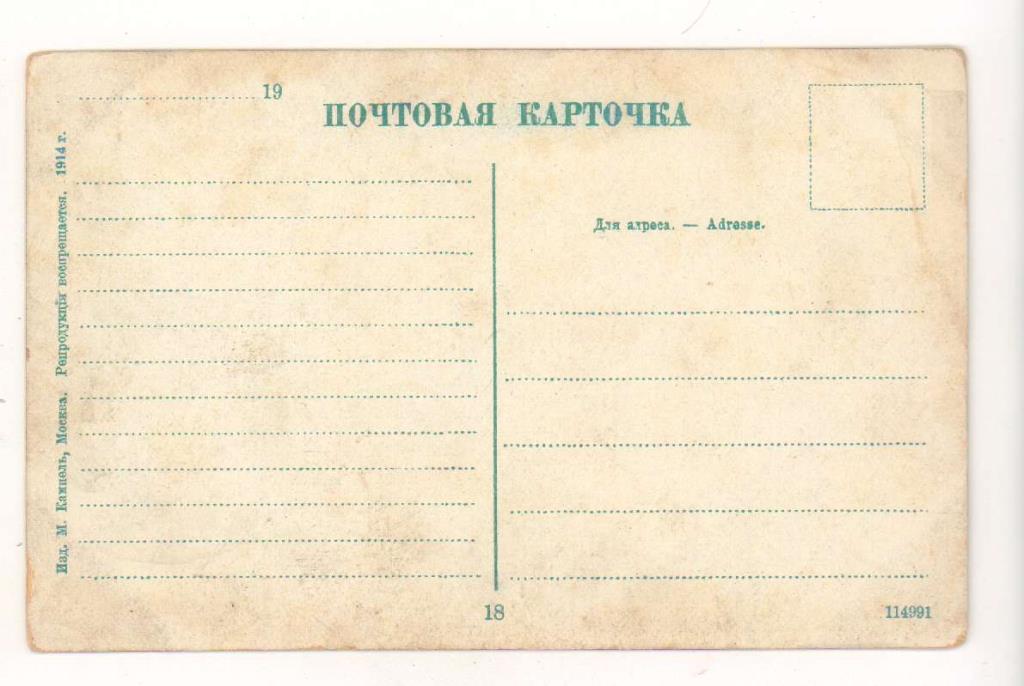 19
ПОЧТОВАЯ КАРТОЧКА
Для адреса. — Adresse.
Изд. М. Кампель, Москва. Репродукція воспрещается. 1914 г.
18
114991